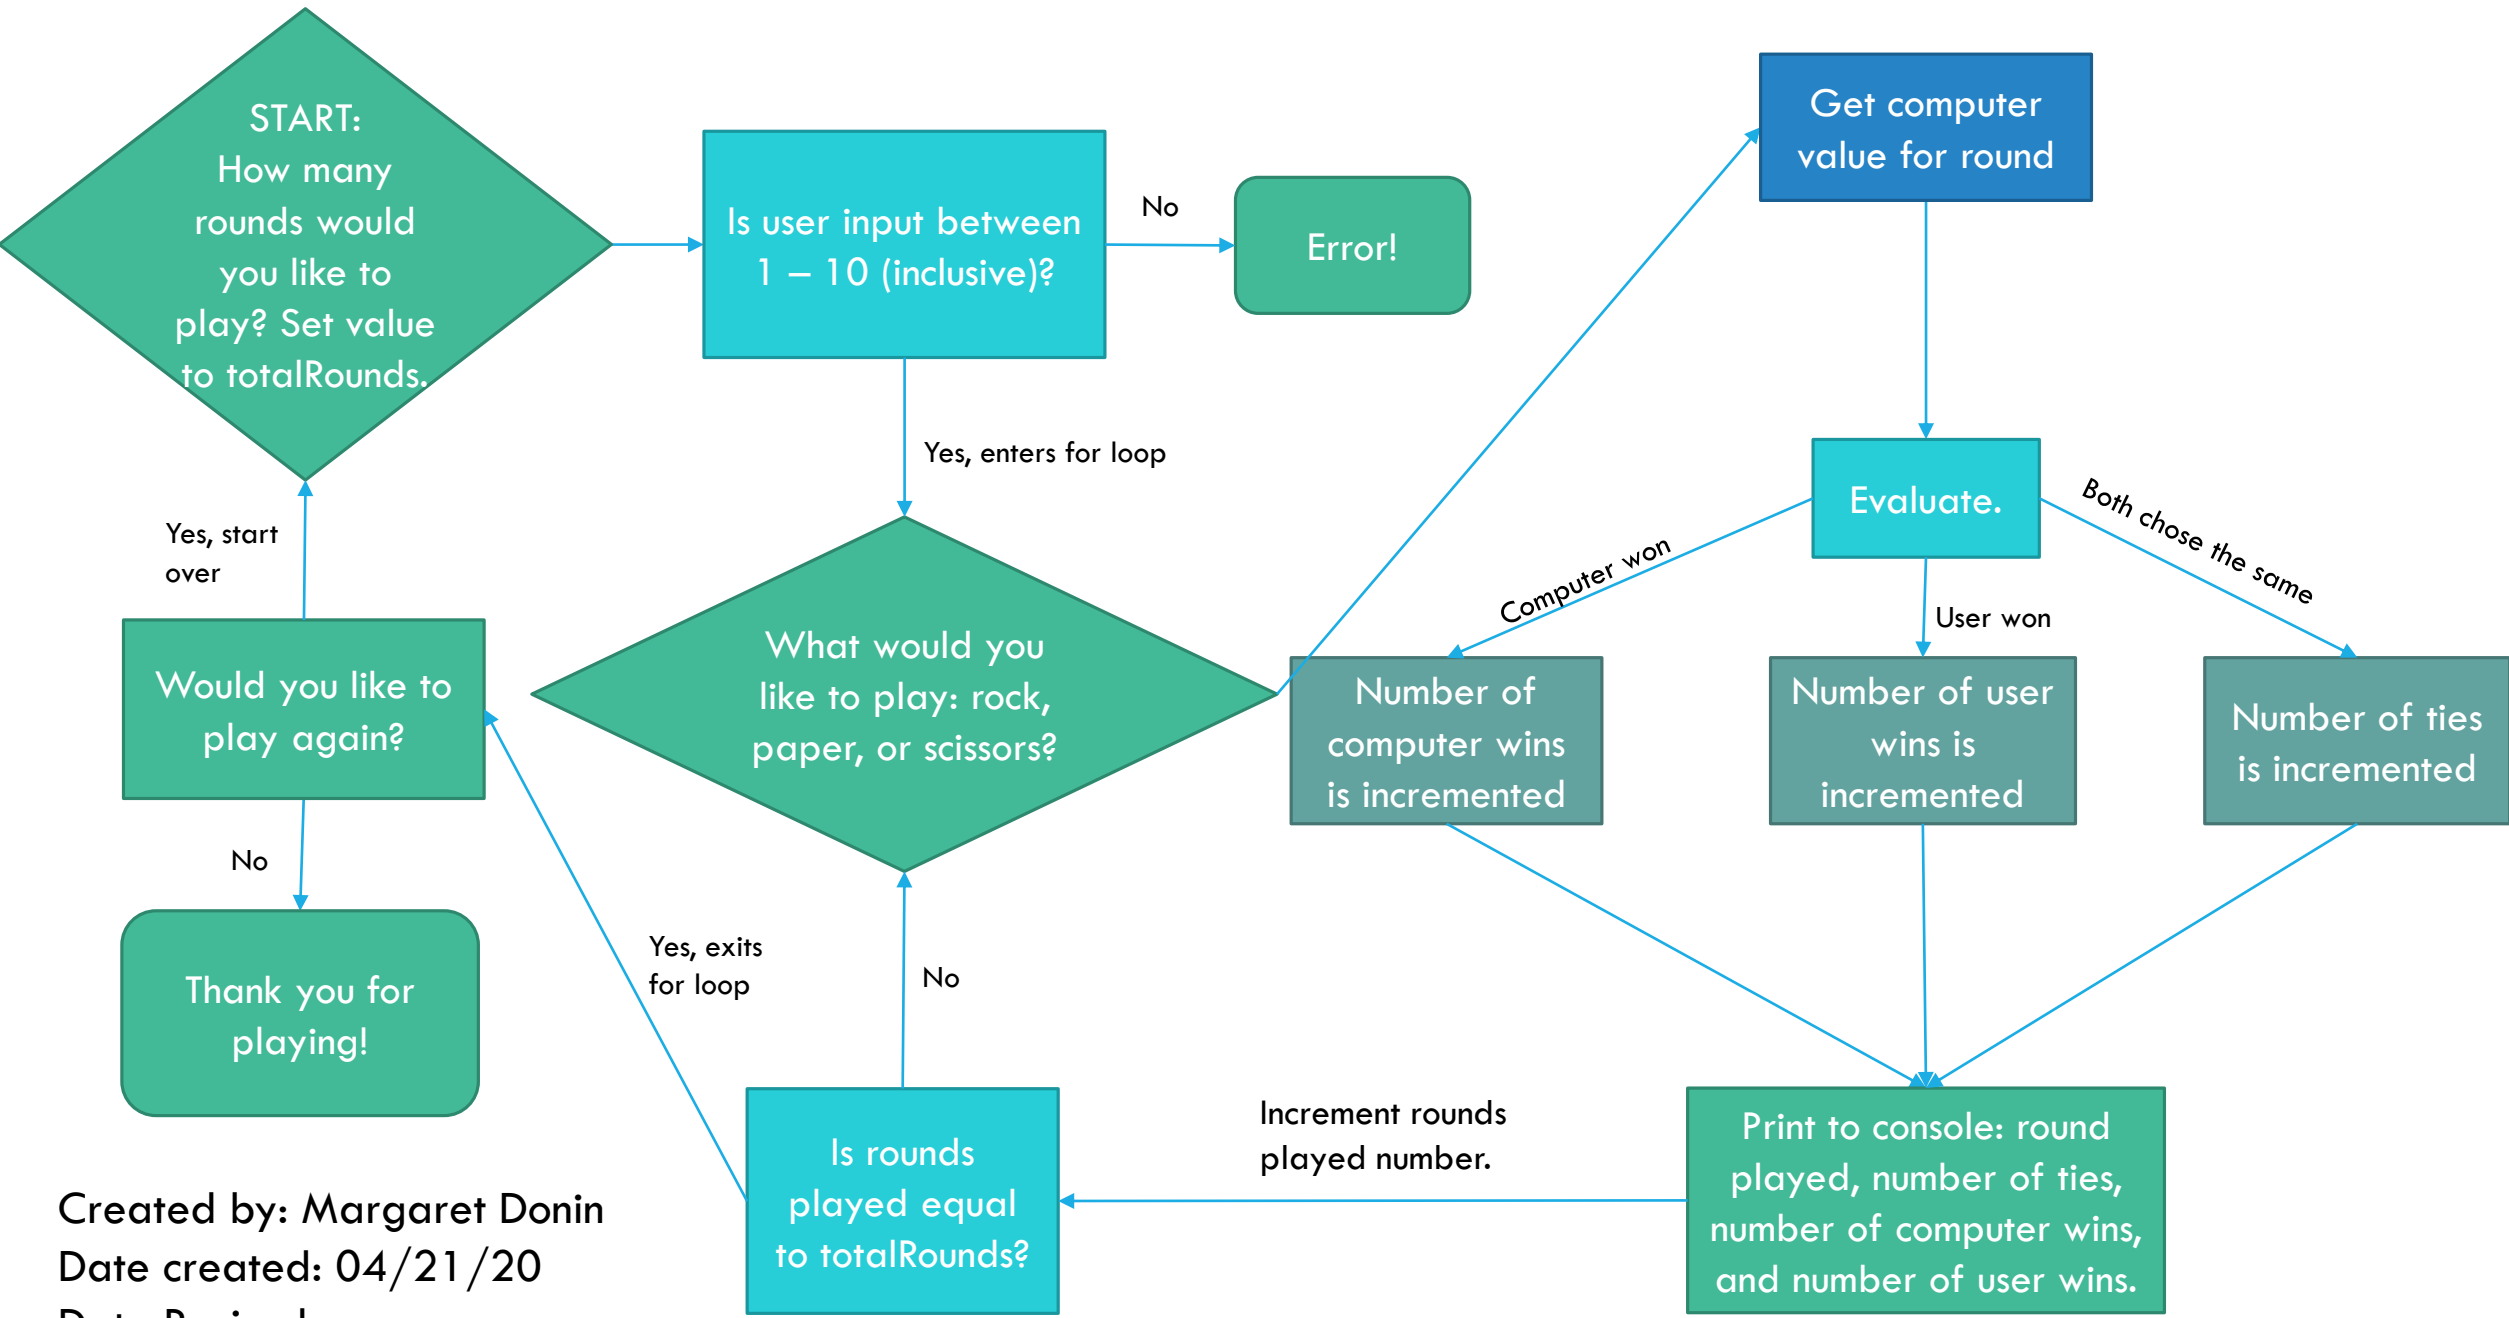 START:
How many
rounds would
you like to
play? Set value
to totalRounds.
Is user input between
1 – 10 (inclusive)?
No
Error!
Get computer
value for round
Yes, enters for loop
Evaluate.
Computer won
User won
Both chose the same
Yes, start
over
Would you like to
play again?
What would you
like to play: rock,
paper, or scissors?
Number of
computer wins
is incremented
Number of user
wins is
incremented
Number of ties
is incremented
No
Thank you for
playing!
Yes, exits
for loop
No
Is rounds
played equal
to totalRounds?
Increment rounds
played number.
Print to console: round
played, number of ties,
number of computer wins,
and number of user wins.
Created by: Margaret Donin
Date created: 04/21/20